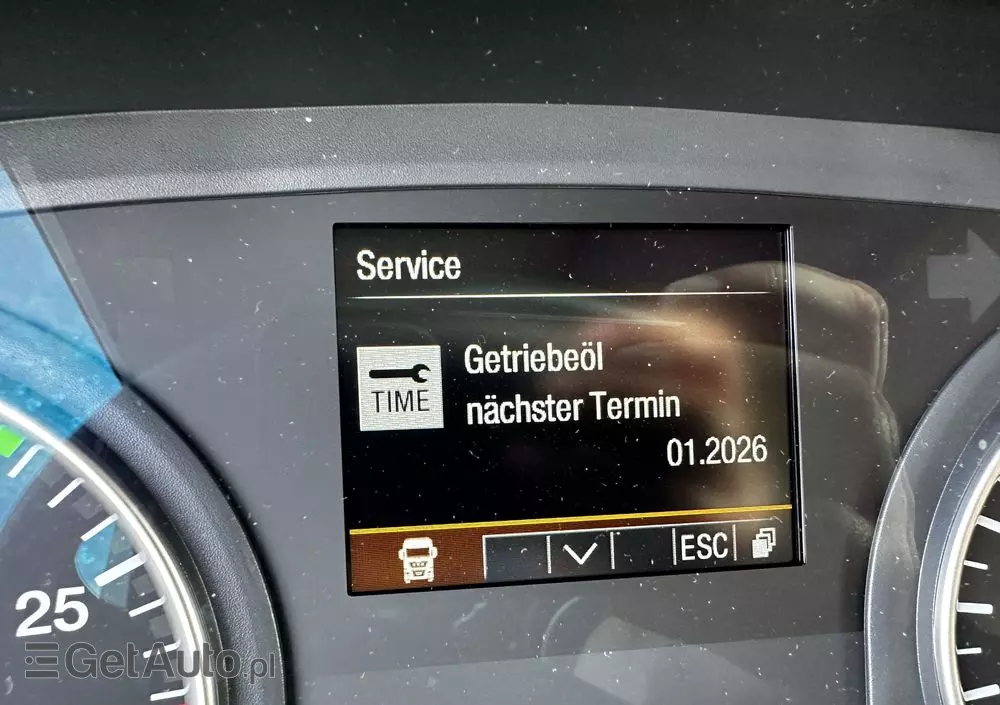 Service
TIME
Getriebeöl
nächster Termin
01.2026
ESC
25
GetAuto.pl